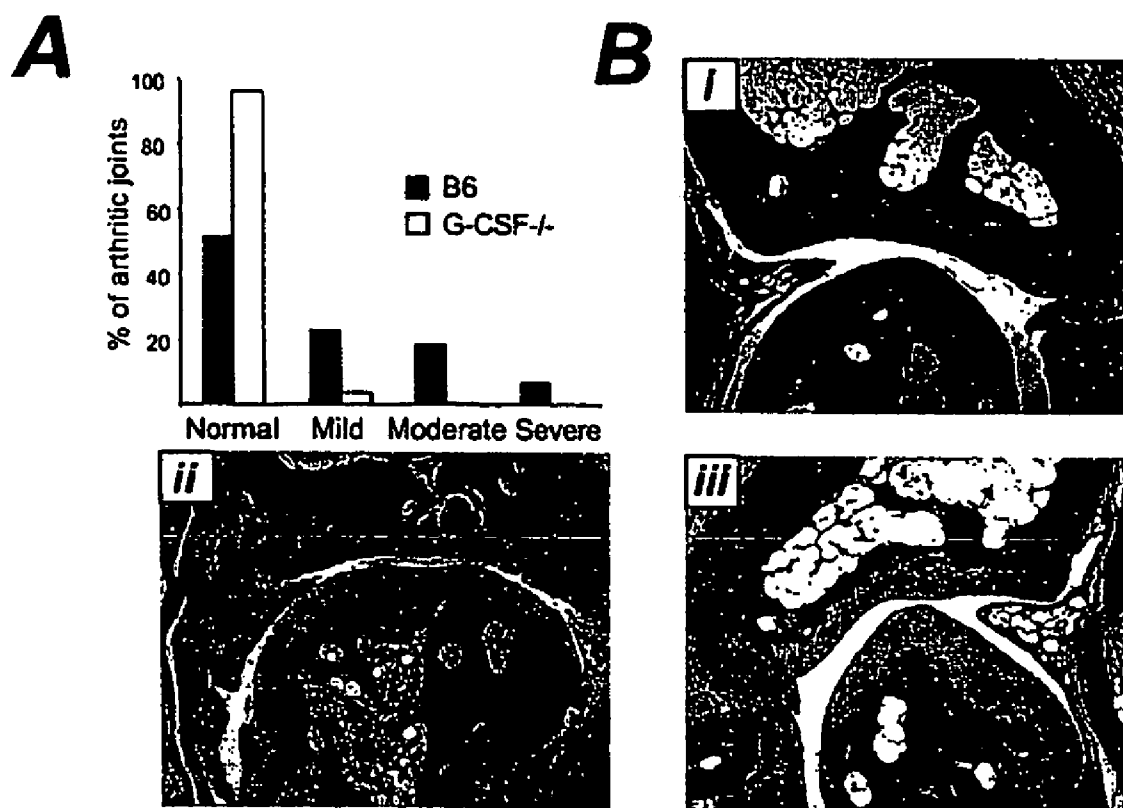 A
B
% of arthritic joints
100
80
60
40
20
B6
G-CSF-/-
Normal Mild Moderate Severe
i
ii
iii